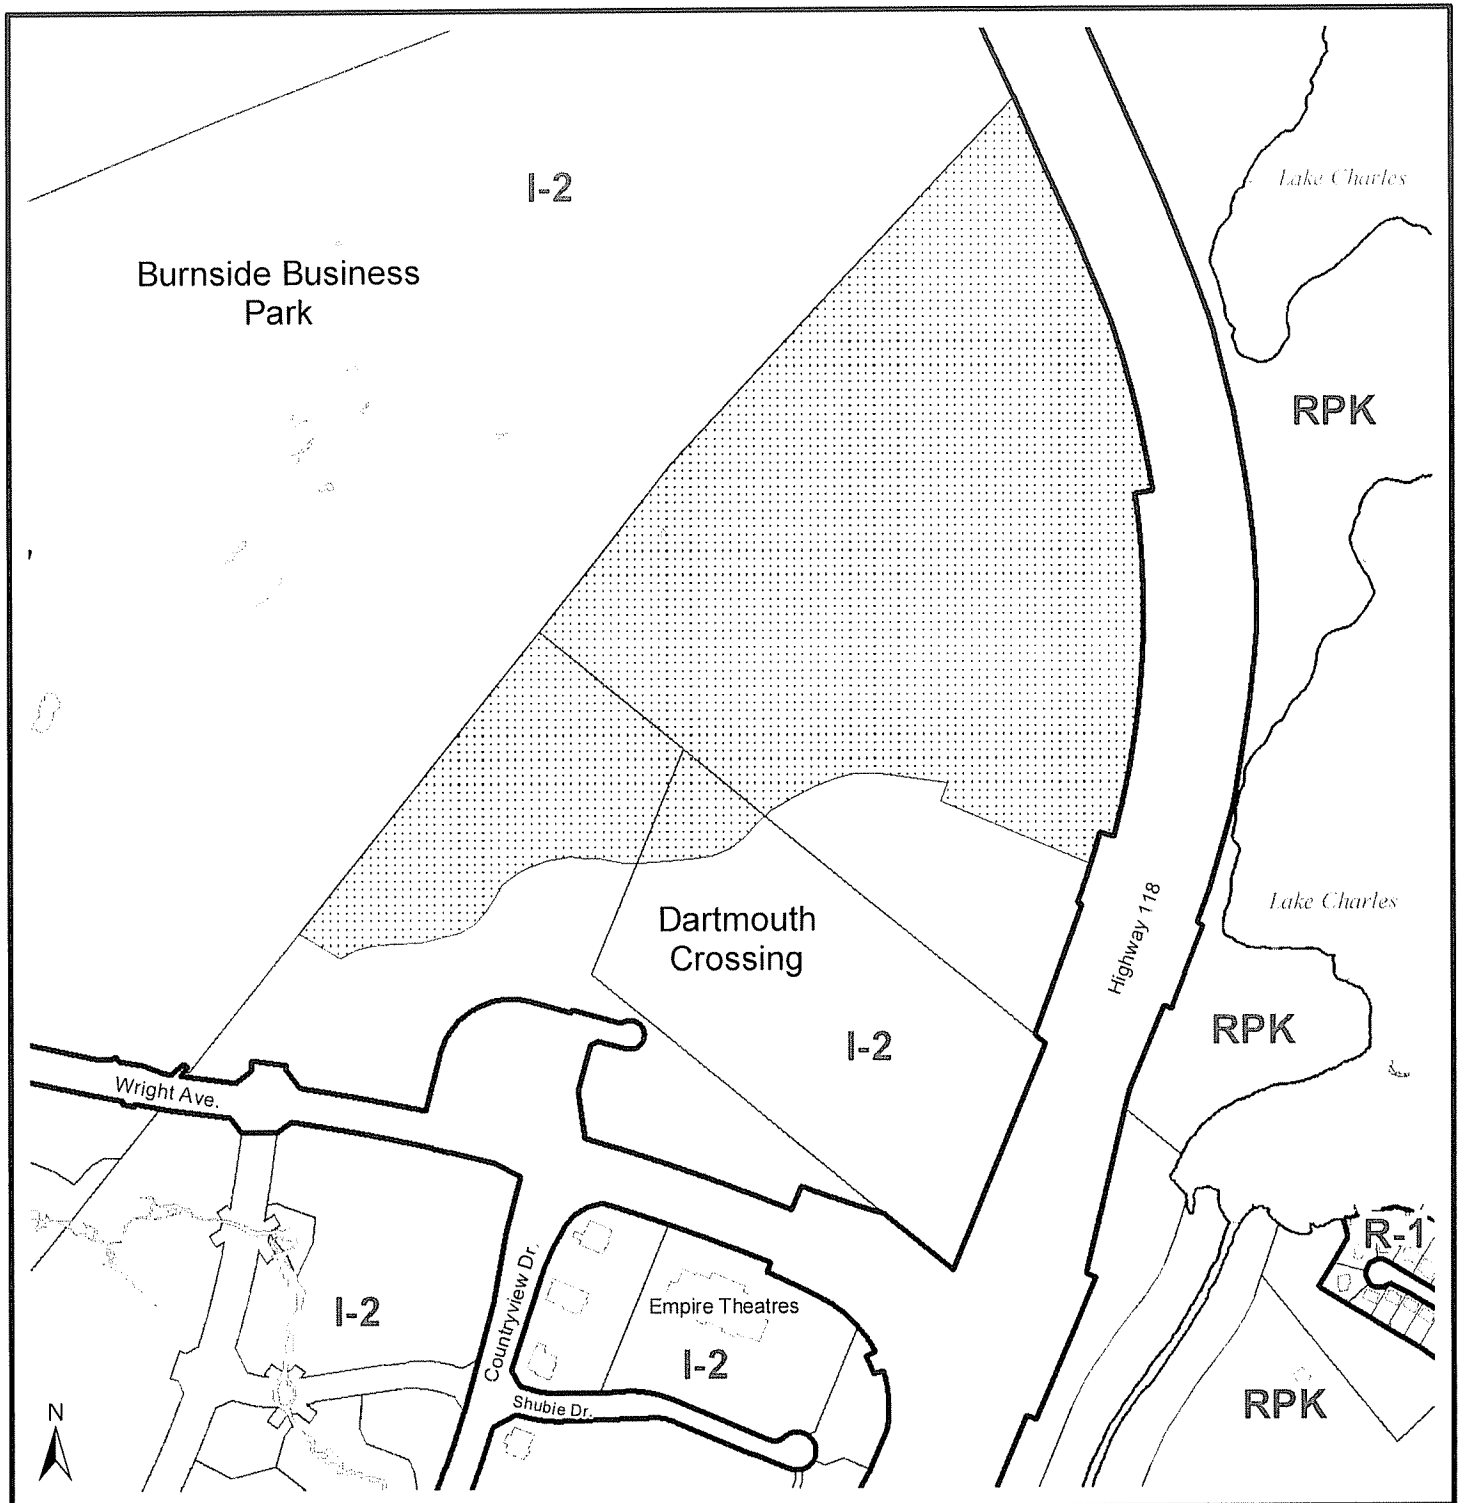 I-2
Lake Charles
Burnside Business
Park
RPK
Lake Charles
Dartmouth
Crossing
Highway 118
I-2
RPK
Wright Ave.
R-1
Countryview Dr.
Empire Theatres
I-2
I-2
Shubie Dr.
RPK
N